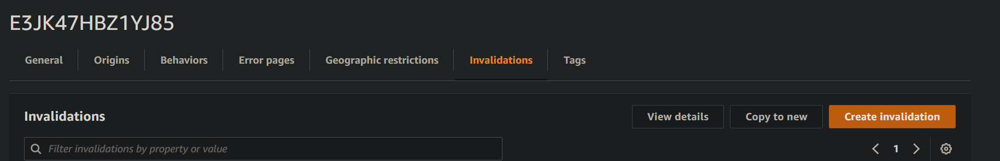 E3JK47HBZ1YJ85
General Origins Behaviors Error pages Geographic restrictions Invalidations Tags
Invalidations View details Copy to new Create invalidation
Filter invalidations by property or value 1